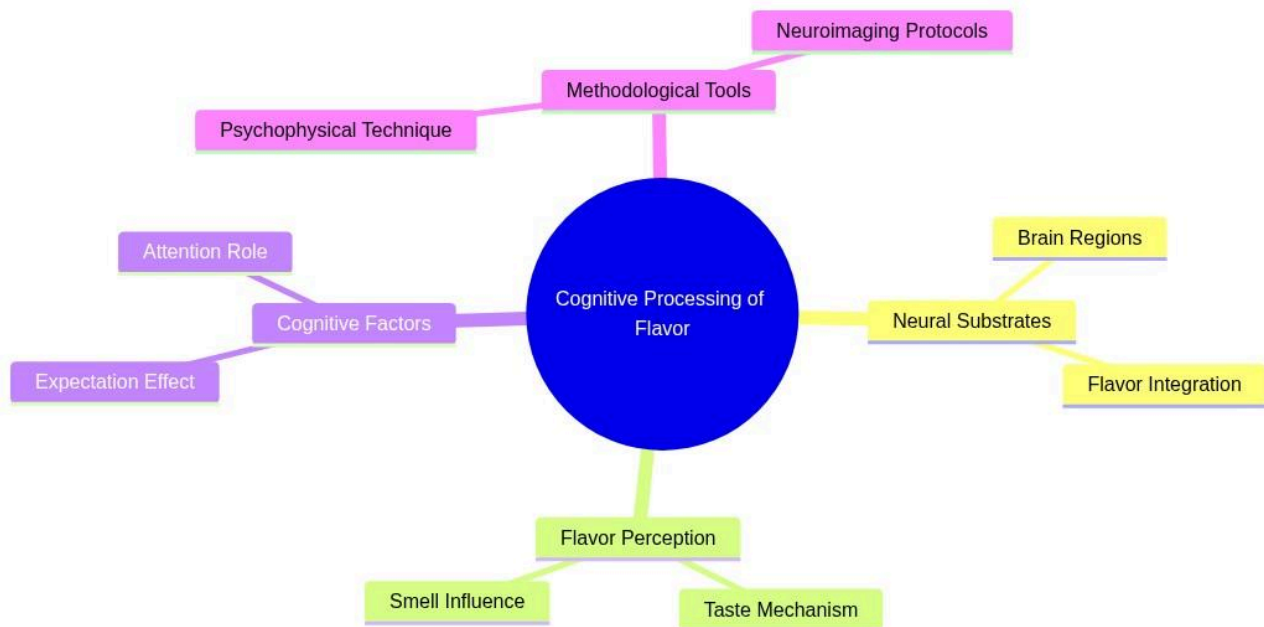 Neuroimaging Protocols
Methodological Tools
Psychophysical Technique
Brain Regions
Attention Role
Cognitive Processing of
Flavor
Neural Substrates
Cognitive Factors
Expectation Effect
Flavor Integration
Flavor Perception
Smell Influence
Taste Mechanism